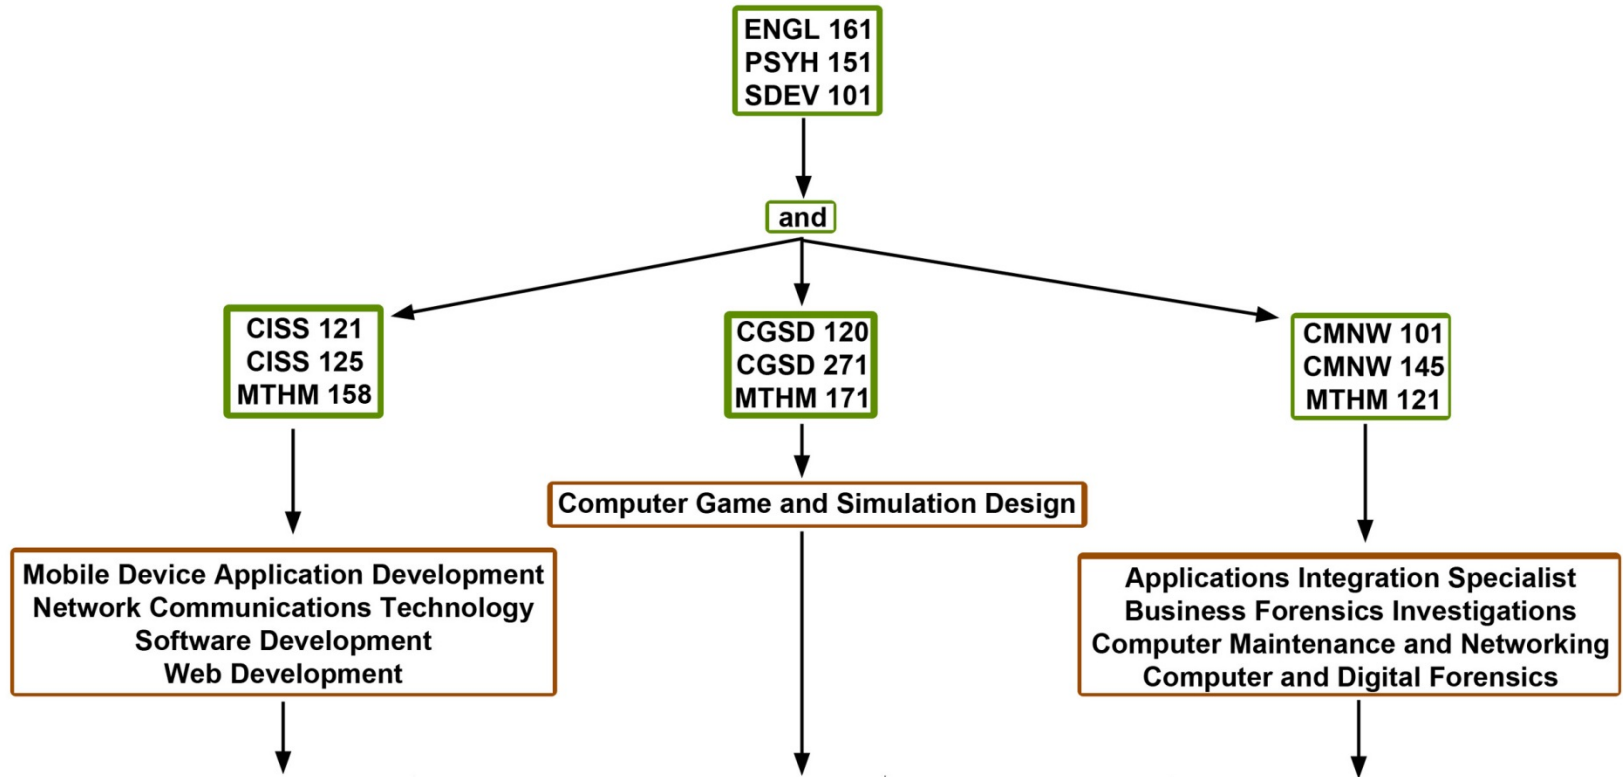 ENGL 161
PSYH 151
SDEV 101
and
CISS 121
CISS 125
MTHM 158
CGSD 120
CGSD 271
MTHM 171
CMNW 101
CMNW 145
MTHM 121
Computer Game and Simulation Design
Mobile Device Application Development
Network Communications Technology
Software Development
Web Development
Applications Integration Specialist
Business Forensics Investigations
Computer Maintenance and Networking
Computer and Digital Forensics